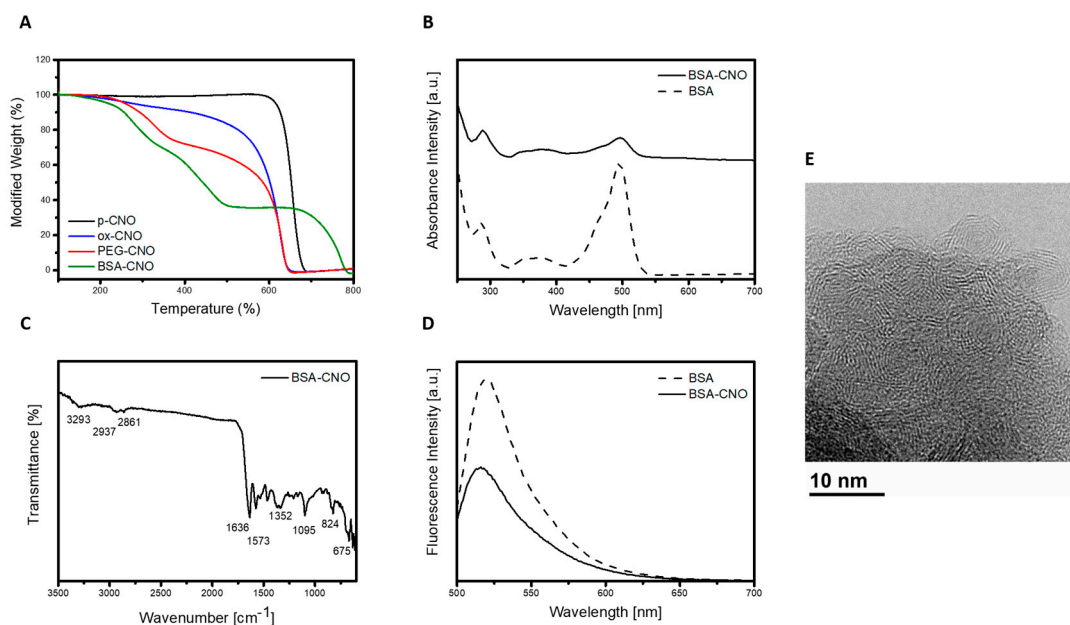 A
Modified Weight (%)
120
100
80
60
40
20
0
p-CNO
ox-CNO
PEG-CNO
BSA-CNO
200
400
600
800
Temperature (%)
B
Absorbance Intensity [a.u.]
BSA-CNO
BSA
250
300
400
500
600
700
Wavelength [nm]
C
Transmittance [%]
BSA-CNO
3293
2937
2861
1636
1573
1352
1095
824
675
3500
3000
2500
2000
1500
1000
Wavenumber [cm⁻¹]
D
Fluorescence Intensity [a.u.]
BSA
BSA-CNO
500
550
600
650
700
Wavelength [nm]
E
10 nm